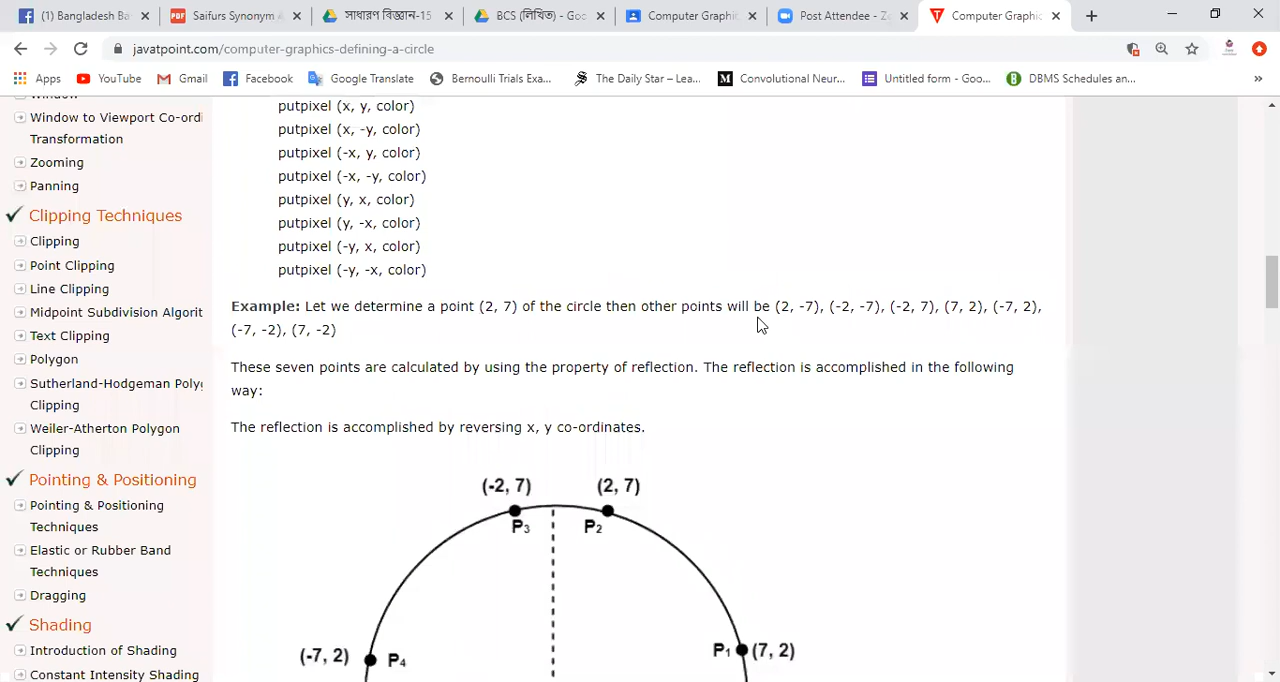 (1) Bangladesh Ba
Saifurs Synonym A
সাধারণ বিজ্ঞান-15
BCS (লিখিত) - Goo
Computer Graphic
Post Attendee - Zo
Computer Graphic
javatpoint.com/computer-graphics-defining-a-circle
Apps
YouTube
Gmail
Facebook
Google Translate
Bernoulli Trials Exa...
The Daily Star – Lea...
Convolutional Neur...
Untitled form - Goo...
DBMS Schedules an...
»
Window
Window to Viewport Co-ordi
Transformation
Zooming
Panning
Clipping Techniques
Clipping
Point Clipping
Line Clipping
Midpoint Subdivision Algorit
Text Clipping
Polygon
Sutherland-Hodgeman Poly
Clipping
Weiler-Atherton Polygon
Clipping
Pointing & Positioning
Pointing & Positioning
Techniques
Elastic or Rubber Band
Techniques
Dragging
Shading
Introduction of Shading
Constant Intensity Shading
putpixel (x, y, color)
putpixel (x, -y, color)
putpixel (-x, y, color)
putpixel (-x, -y, color)
putpixel (y, x, color)
putpixel (y, -x, color)
putpixel (-y, x, color)
putpixel (-y, -x, color)
Example: Let we determine a point (2, 7) of the circle then other points will be (2, -7), (-2, -7), (-2, 7), (7, 2), (-7, 2),
(-7, -2), (7, -2)
These seven points are calculated by using the property of reflection. The reflection is accomplished in the following
way:
The reflection is accomplished by reversing x, y co-ordinates.
(-2, 7)
(2, 7)
P3
P2
P1 (7, 2)
(-7, 2) P4